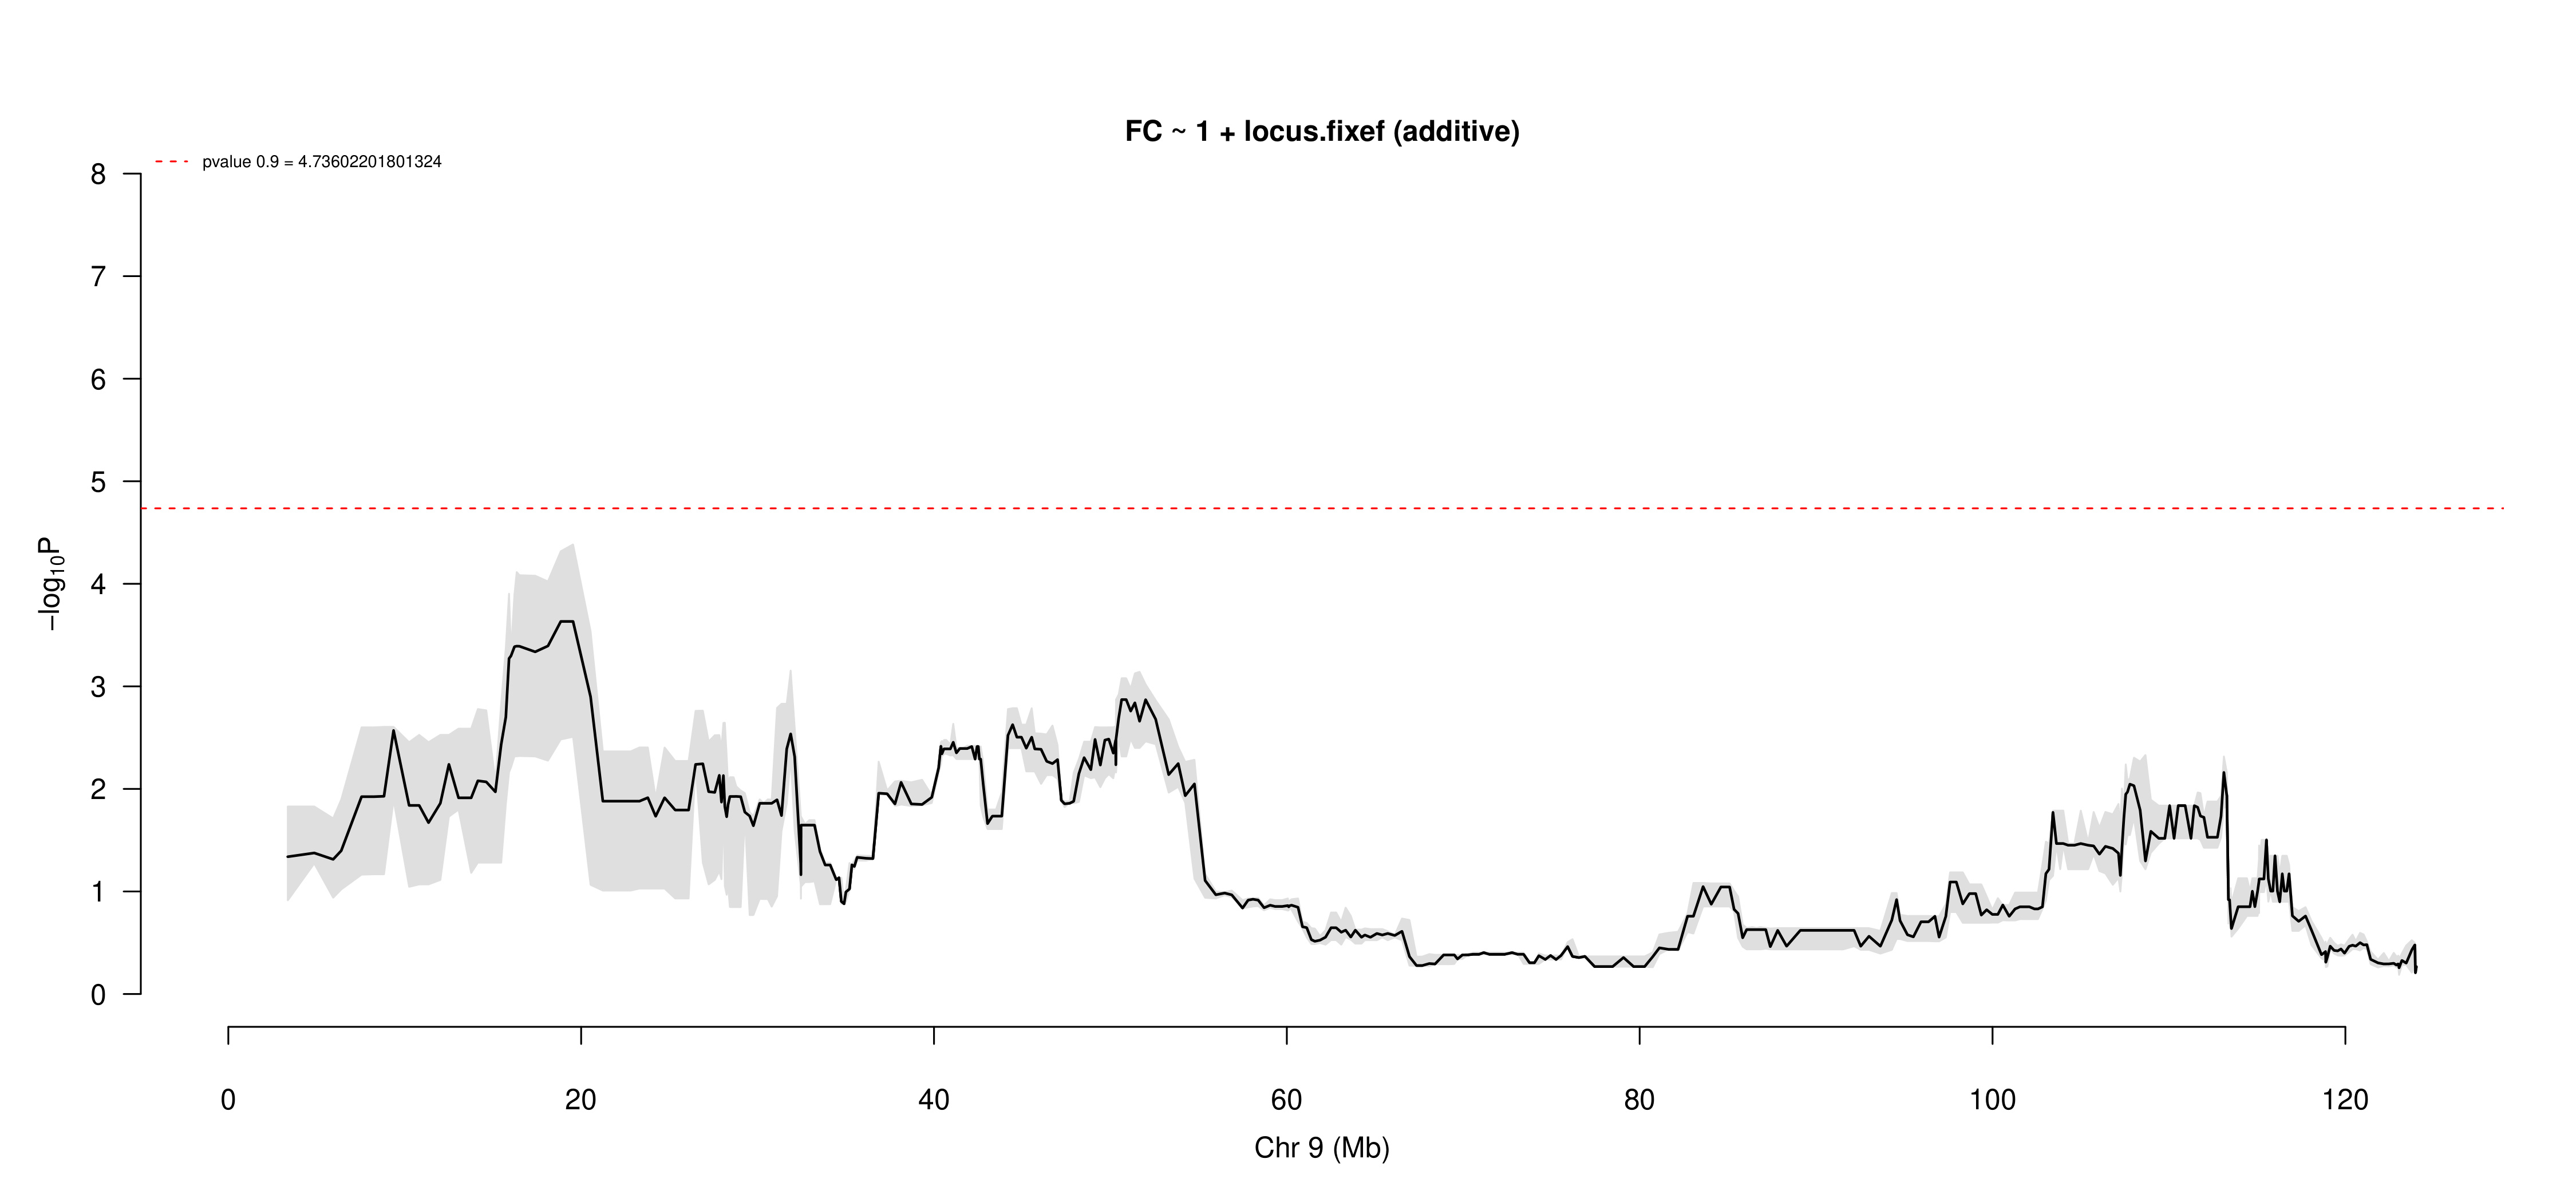 FC ~ 1 + locus.fixef (additive)
pvalue 0.9 = 4.73602201801324
8
7
6
5
4
3
2
1
0
−log10P
0 20 40 60 80 100 120
Chr 9 (Mb)